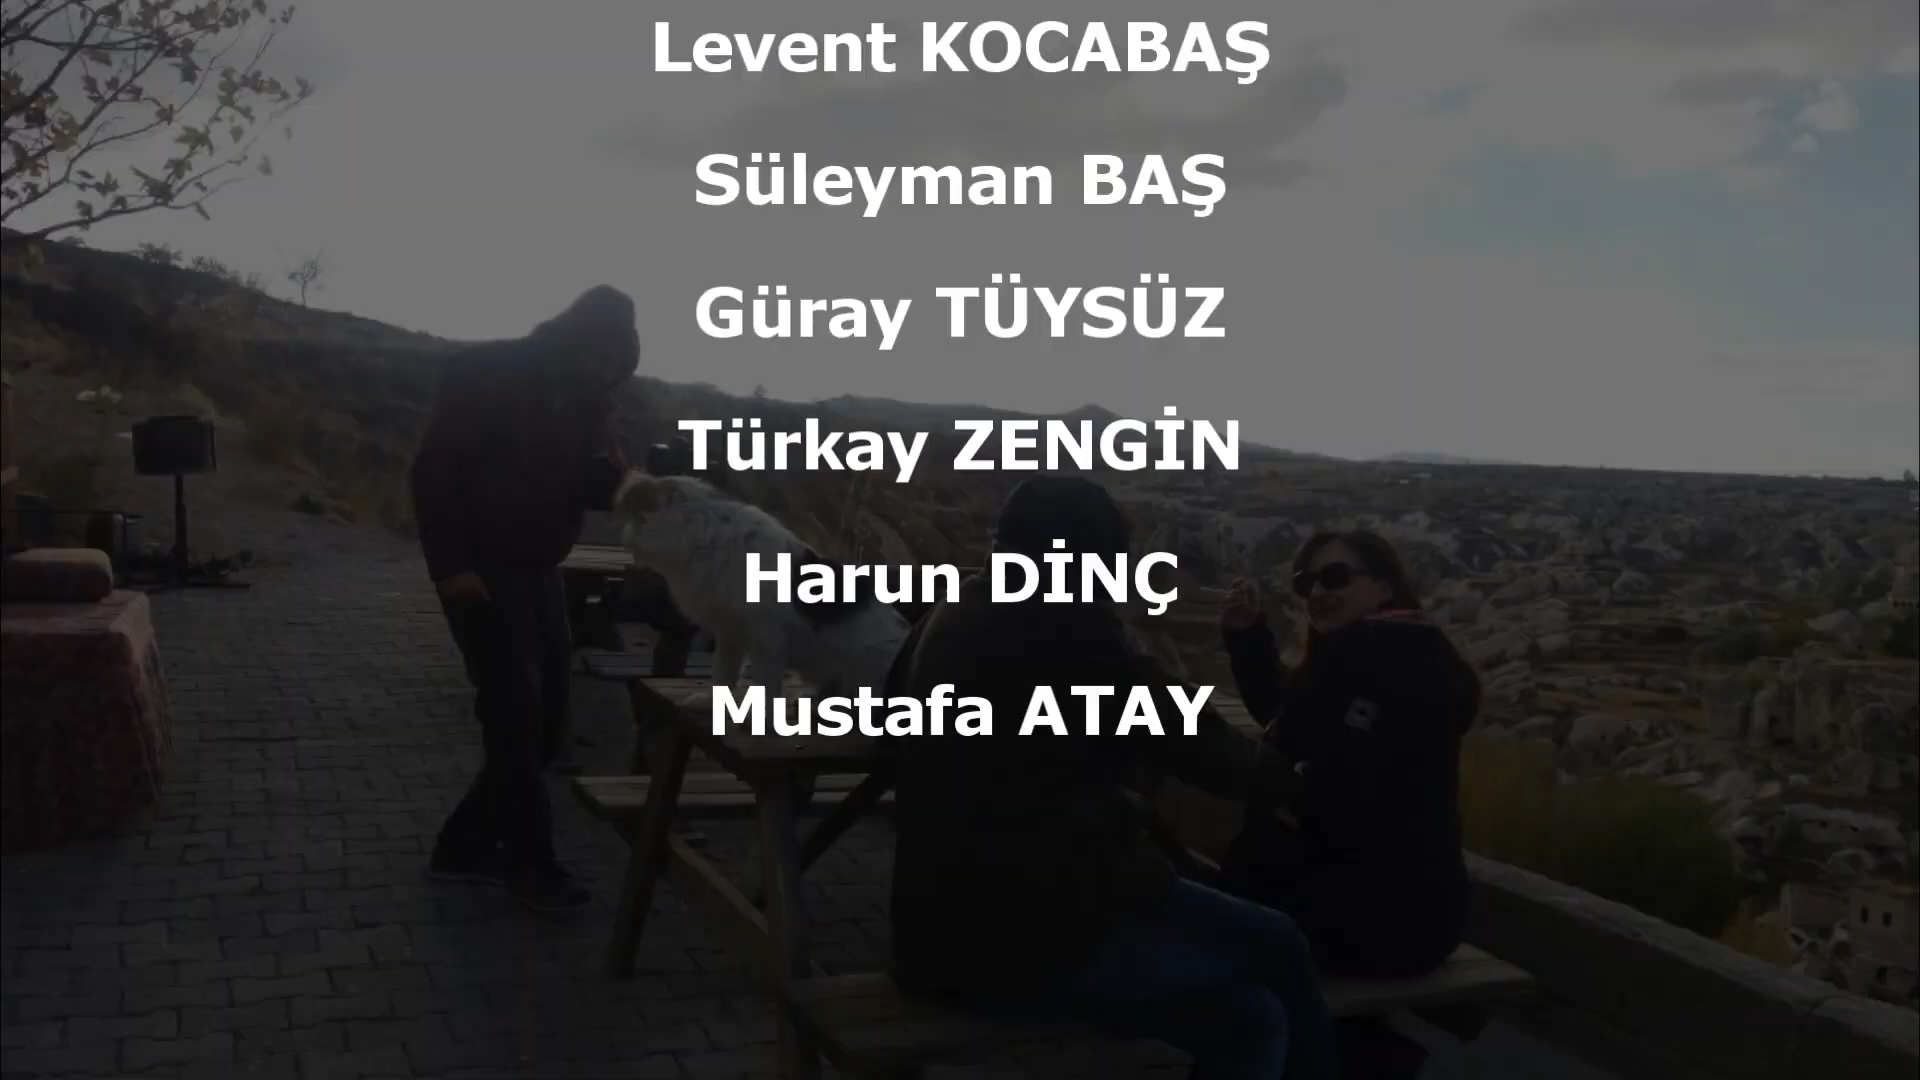 Levent KOCABAŞ
Süleyman BAŞ
Güray TÜYSÜZ
Türkay ZENGİN
Harun DİNÇ
Mustafa ATAY